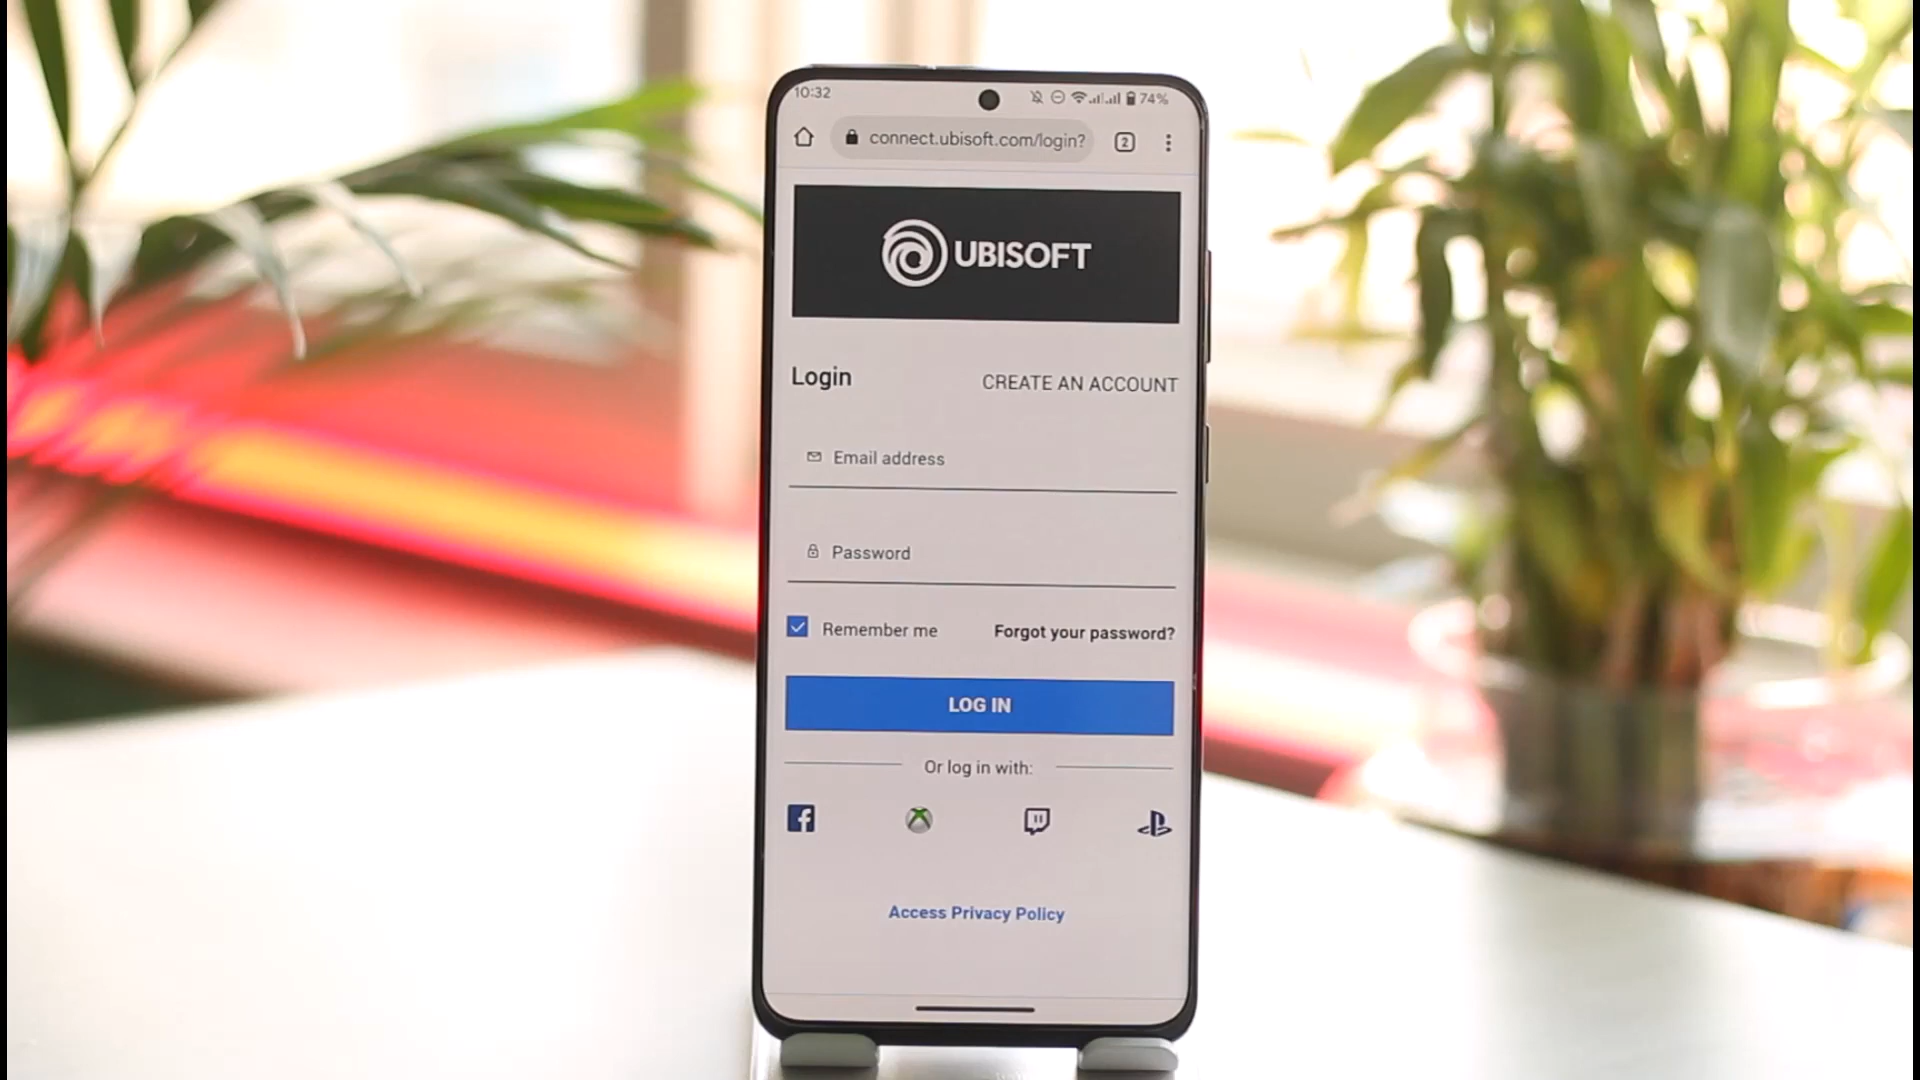 10:32
74%
connect.ubisoft.com/login?
2
UBISOFT
Login
CREATE AN ACCOUNT
Email address
Password
Remember me
Forgot your password?
LOG IN
Or log in with:
Access Privacy Policy